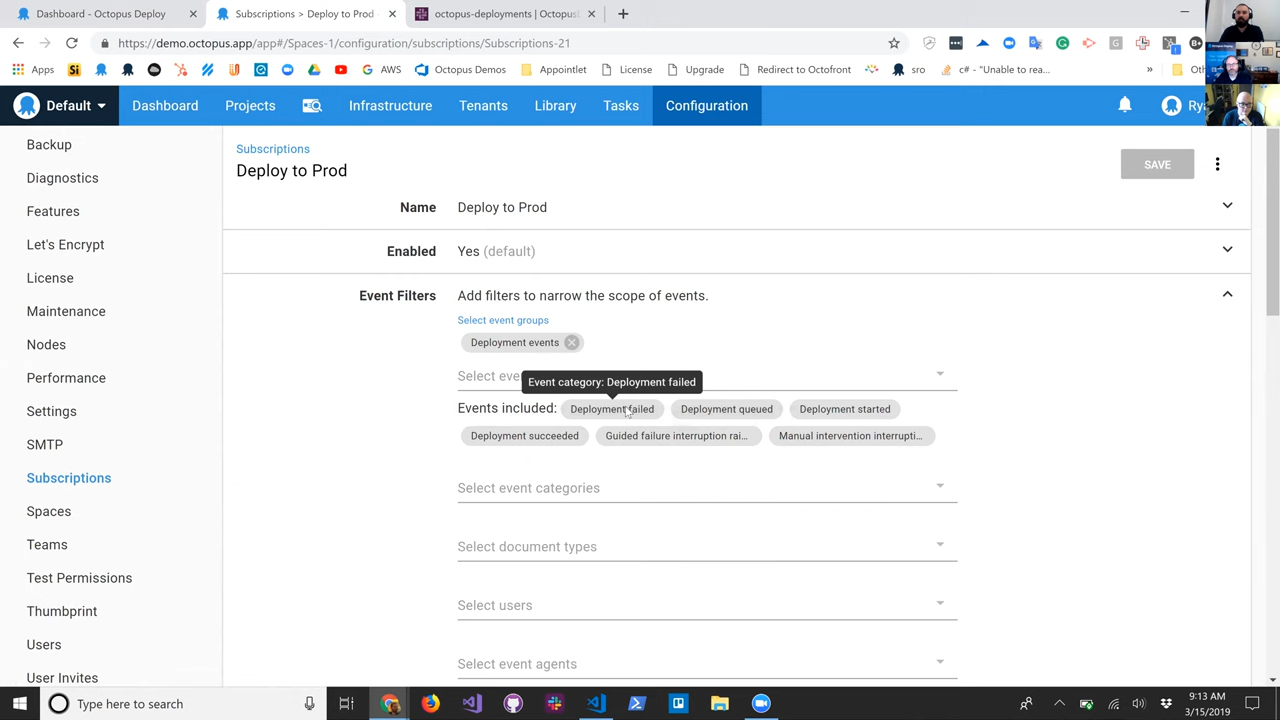 Dashboard - Octopus Deploy
Subscriptions > Deploy to Prod -
octopus-deployments | Octopus
https://demo.octopus.app/app#/Spaces-1/configuration/subscriptions/Subscriptions-21
Apps
AWS
Octopus Demos
Appointlet
License
Upgrade
Redirect to Octofront
sro
c# - "Unable to rea...
»
Default
Dashboard
Projects
Infrastructure
Tenants
Library
Tasks
Configuration
Backup
Diagnostics
Features
Let's Encrypt
License
Maintenance
Nodes
Performance
Settings
SMTP
Subscriptions
Spaces
Teams
Test Permissions
Thumbprint
Users
User Invites
Subscriptions
Deploy to Prod
SAVE
Name Deploy to Prod
Enabled Yes (default)
Event Filters Add filters to narrow the scope of events.
Select event groups
Deployment events
Event category: Deployment failed
Events included: Deployment failed Deployment queued Deployment started
Deployment succeeded Guided failure interruption rai... Manual intervention interrupti...
Select event categories
Select document types
Select users
Select event agents
Type here to search
9:13 AM
3/15/2019